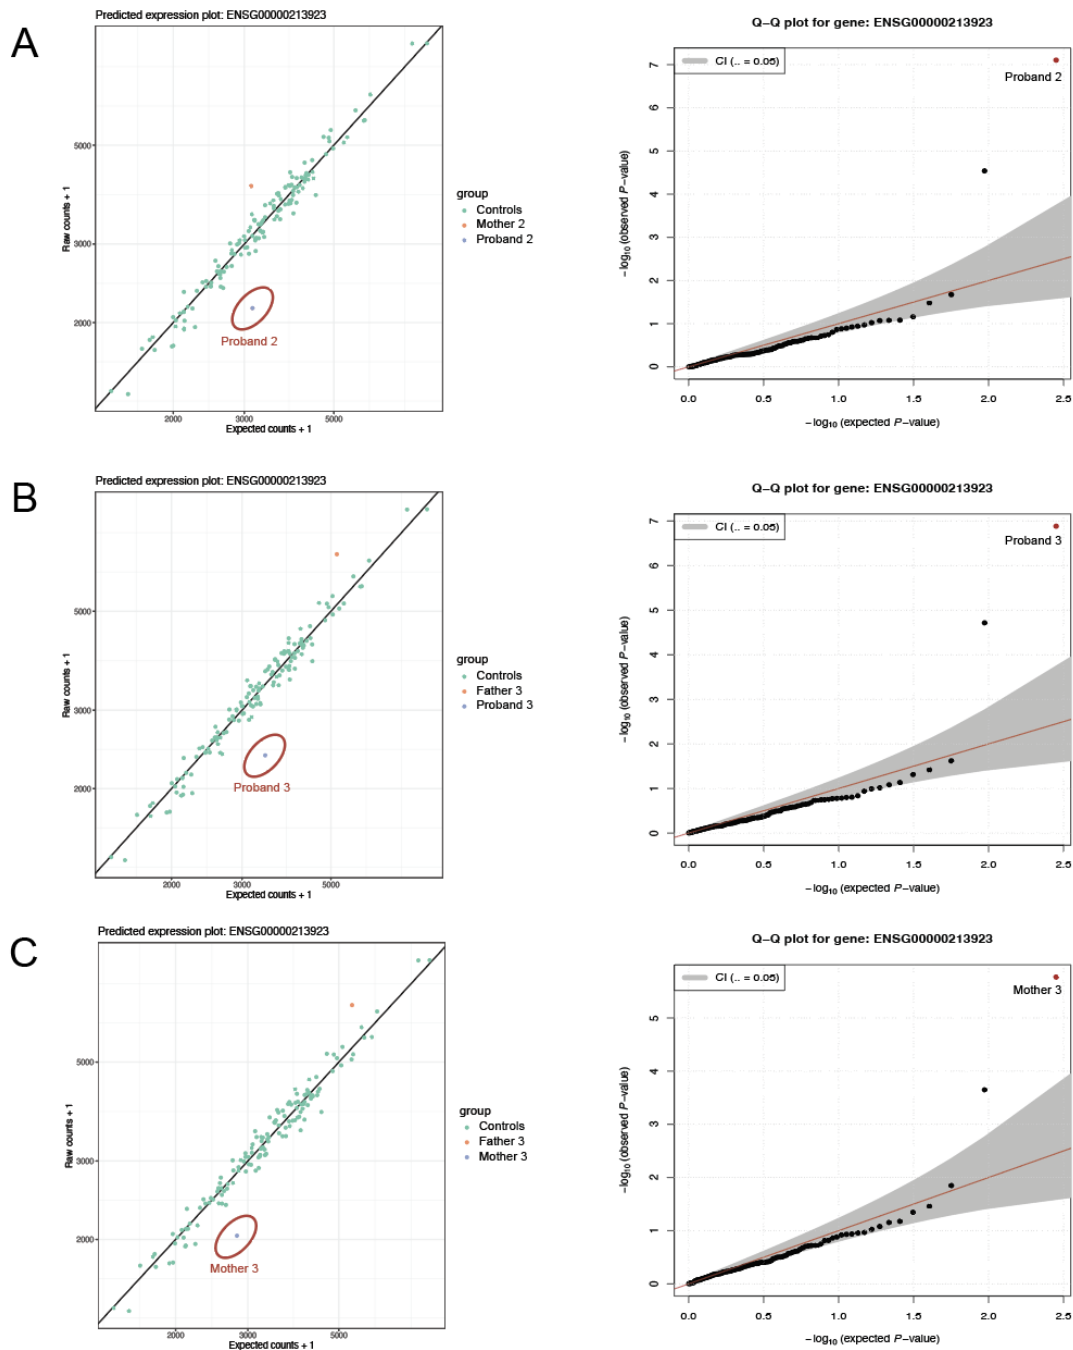 A
Predicted expression plot: ENSG00000213923
Raw counts + 1
5000
3000
2000
2000
3000
5000
Expected counts + 1
Proband 2
group
Controls
Mother 2
Proband 2
Q−Q plot for gene: ENSG00000213923
CI (.. = 0.05)
Proband 2
−log10 (observed P−value)
7
6
5
4
3
2
1
0
0.0
0.5
1.0
1.5
2.0
2.5
−log10 (expected P−value)
B
Predicted expression plot: ENSG00000213923
Raw counts + 1
5000
3000
2000
2000
3000
5000
Expected counts + 1
Proband 3
group
Controls
Father 3
Proband 3
Q−Q plot for gene: ENSG00000213923
CI (.. = 0.05)
Proband 3
−log10 (observed P−value)
7
6
5
4
3
2
1
0
0.0
0.5
1.0
1.5
2.0
2.5
−log10 (expected P−value)
C
Predicted expression plot: ENSG00000213923
Raw counts + 1
5000
3000
2000
2000
3000
5000
Expected counts + 1
Mother 3
group
Controls
Father 3
Mother 3
Q−Q plot for gene: ENSG00000213923
CI (.. = 0.05)
Mother 3
−log10 (observed P−value)
5
4
3
2
1
0
0.0
0.5
1.0
1.5
2.0
2.5
−log10 (expected P−value)